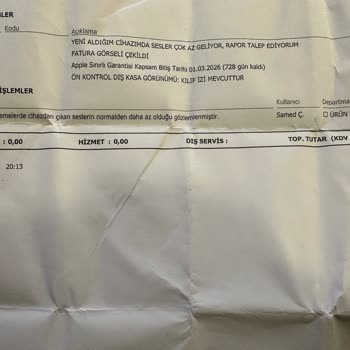 NLER
Kodu Açıklama
YENİ ALDIĞIM CİHAZIMDA SESLER ÇOK AZ GELİYOR, RAPOR TALEP EDİYORUM
FATURA GÖRSELİ ÇEKİLDİ
Apple Sınırlı Garantisi Kapsam Bitiş Tarihi 01.03.2026 (728 gün kaldı)
ÖN KONTROL DIŞ KASA GÖRÜNÜMÜ: KILIF İZİ MEVCUTTUR
İŞLEMLER
Kullanıcı Departma
emelerde cihazdan çıkan seslerin normalden daha az olduğu gözlemlenmiştir. Samed Ç. ÜRÜN
: 0,00 HİZMET : 0,00 DIŞ SERVİS : TOP. TUTAR (KDV
20:13